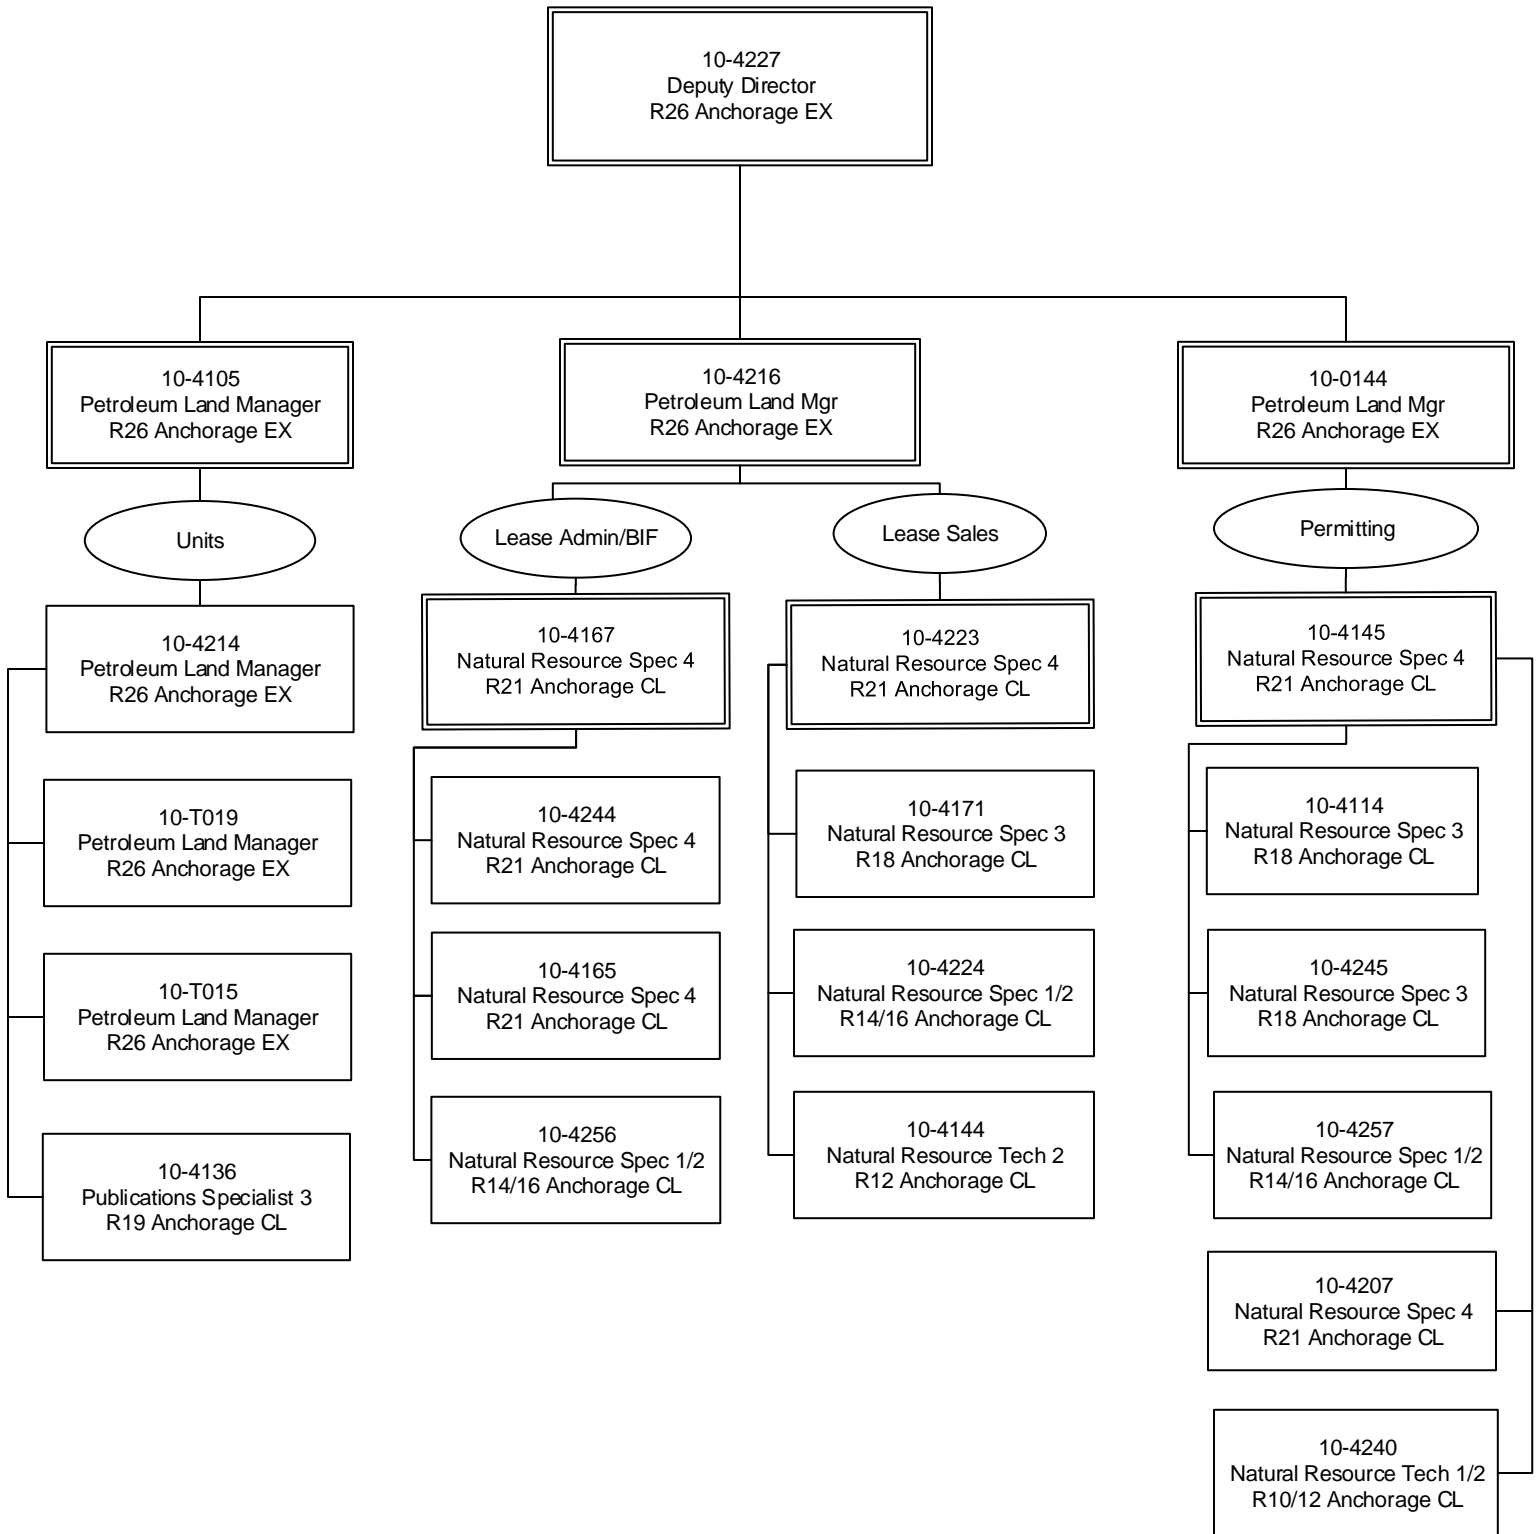 10-4227
Deputy Director
R26 Anchorage EX
10-4105
Petroleum Land Manager
R26 Anchorage EX
10-4216
Petroleum Land Mgr
R26 Anchorage EX
10-0144
Petroleum Land Mgr
R26 Anchorage EX
Units
Lease Admin/BIF
Lease Sales
Permitting
10-4214
Petroleum Land Manager
R26 Anchorage EX
10-T019
Petroleum Land Manager
R26 Anchorage EX
10-T015
Petroleum Land Manager
R26 Anchorage EX
10-4136
Publications Specialist 3
R19 Anchorage CL
10-4167
Natural Resource Spec 4
R21 Anchorage CL
10-4244
Natural Resource Spec 4
R21 Anchorage CL
10-4165
Natural Resource Spec 4
R21 Anchorage CL
10-4256
Natural Resource Spec 1/2
R14/16 Anchorage CL
10-4223
Natural Resource Spec 4
R21 Anchorage CL
10-4171
Natural Resource Spec 3
R18 Anchorage CL
10-4224
Natural Resource Spec 1/2
R14/16 Anchorage CL
10-4144
Natural Resource Tech 2
R12 Anchorage CL
10-4145
Natural Resource Spec 4
R21 Anchorage CL
10-4114
Natural Resource Spec 3
R18 Anchorage CL
10-4245
Natural Resource Spec 3
R18 Anchorage CL
10-4257
Natural Resource Spec 1/2
R14/16 Anchorage CL
10-4207
Natural Resource Spec 4
R21 Anchorage CL
10-4240
Natural Resource Tech 1/2
R10/12 Anchorage CL